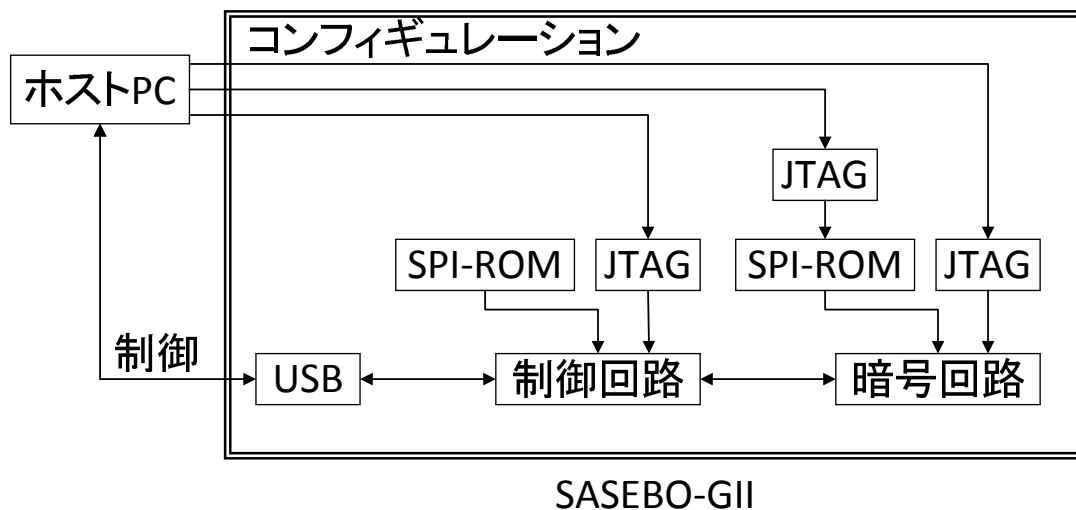 コンフィギュレーション
ホストPC
JTAG
SPI-ROM
JTAG
SPI-ROM
JTAG
制御
USB
制御回路
暗号回路
SASEBO-GII